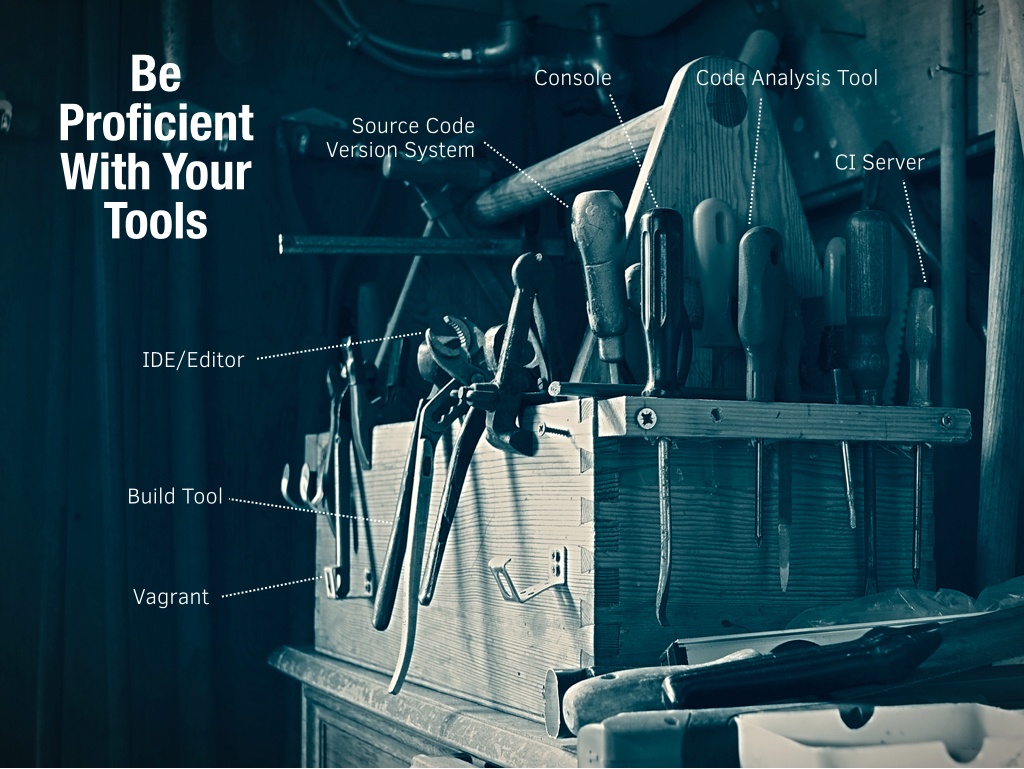 Be
Proficient
With Your
Tools
Console
Code Analysis Tool
Source Code
Version System
CI Server
IDE/Editor
Build Tool
Vagrant